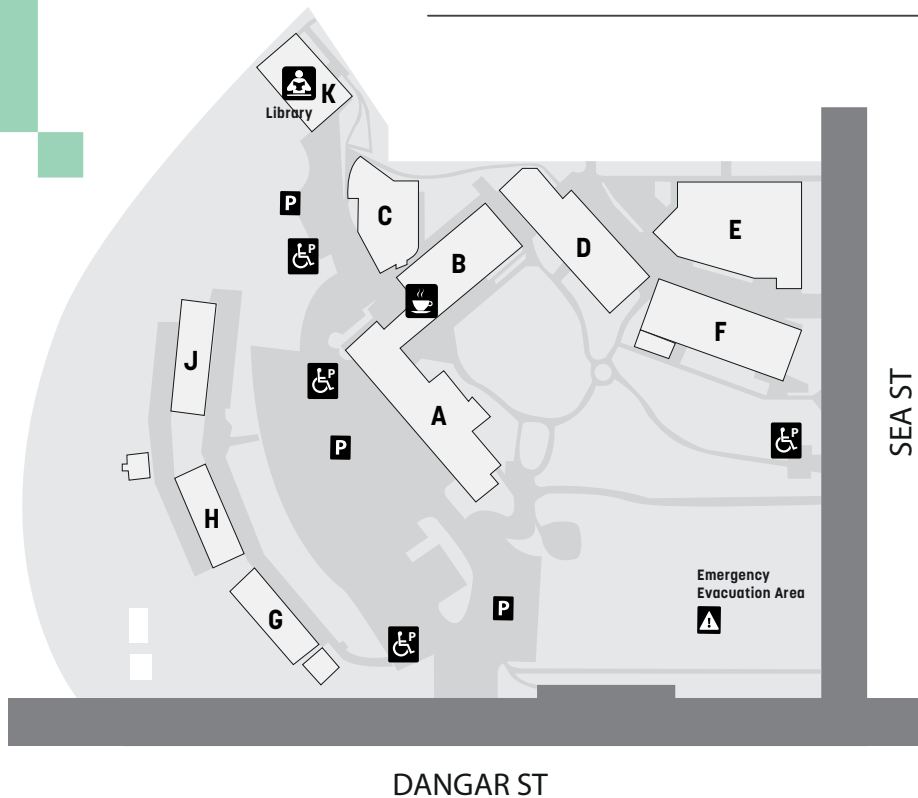 K
Library
P
P
C
B
D
E
F
J
P
A
P
P
H
G
P
P
Emergency
Evacuation Area
SEA ST
DANGAR ST